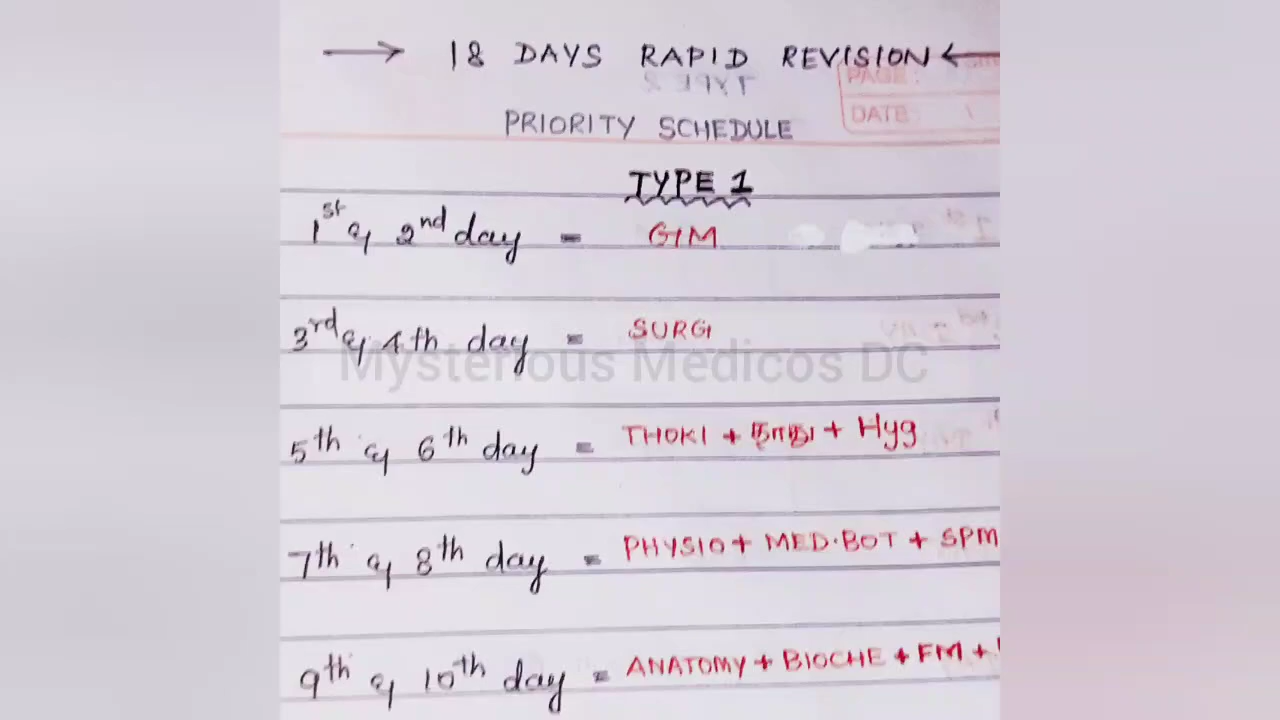 → 18 DAYS RAPID REVISION ←
PAGE:
DATE:
PRIORITY SCHEDULE
TYPE 1
1st & 2nd day = GIM
3rd & 4th day = SURG
Mysterious Medicos DC
5th & 6th day = THOKI + நாது + Hyg
7th & 8th day = PHYSIO + MED.BOT + SPM
9th & 10th day = ANATOMY + BIOCHE + FM +